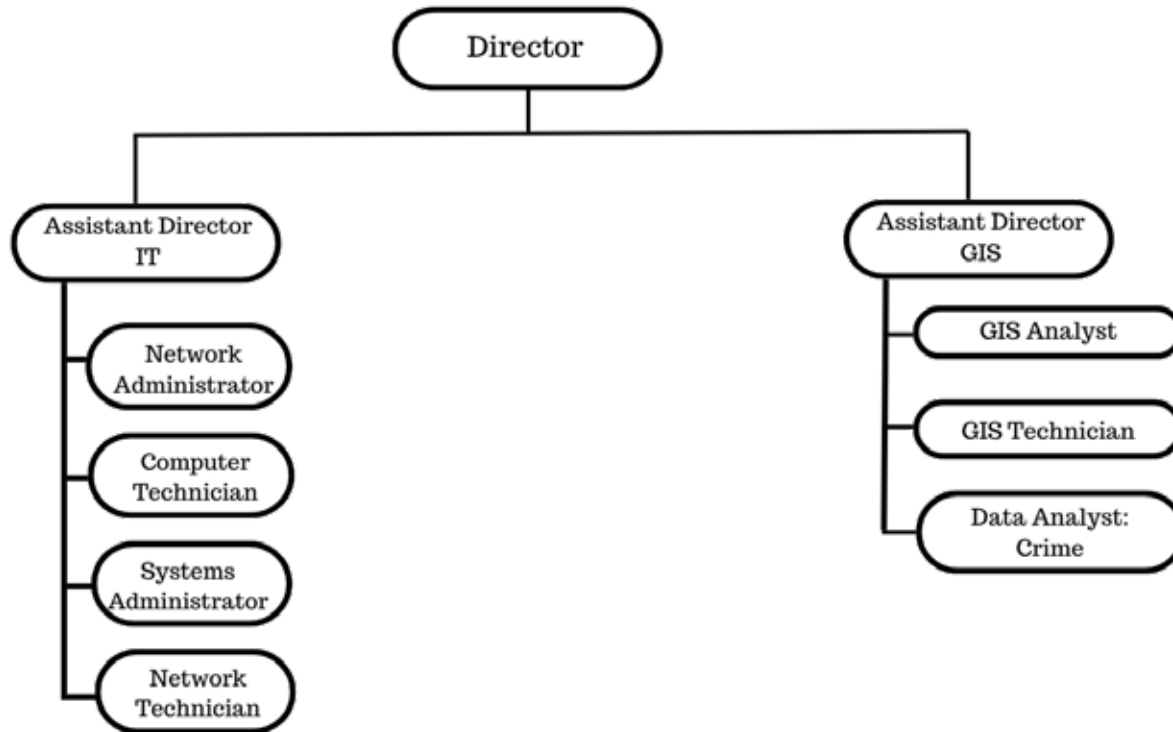 Director
Assistant Director
IT
Assistant Director
GIS
Network
Administrator
Computer
Technician
Systems
Administrator
Network
Technician
GIS Analyst
GIS Technician
Data Analyst:
Crime